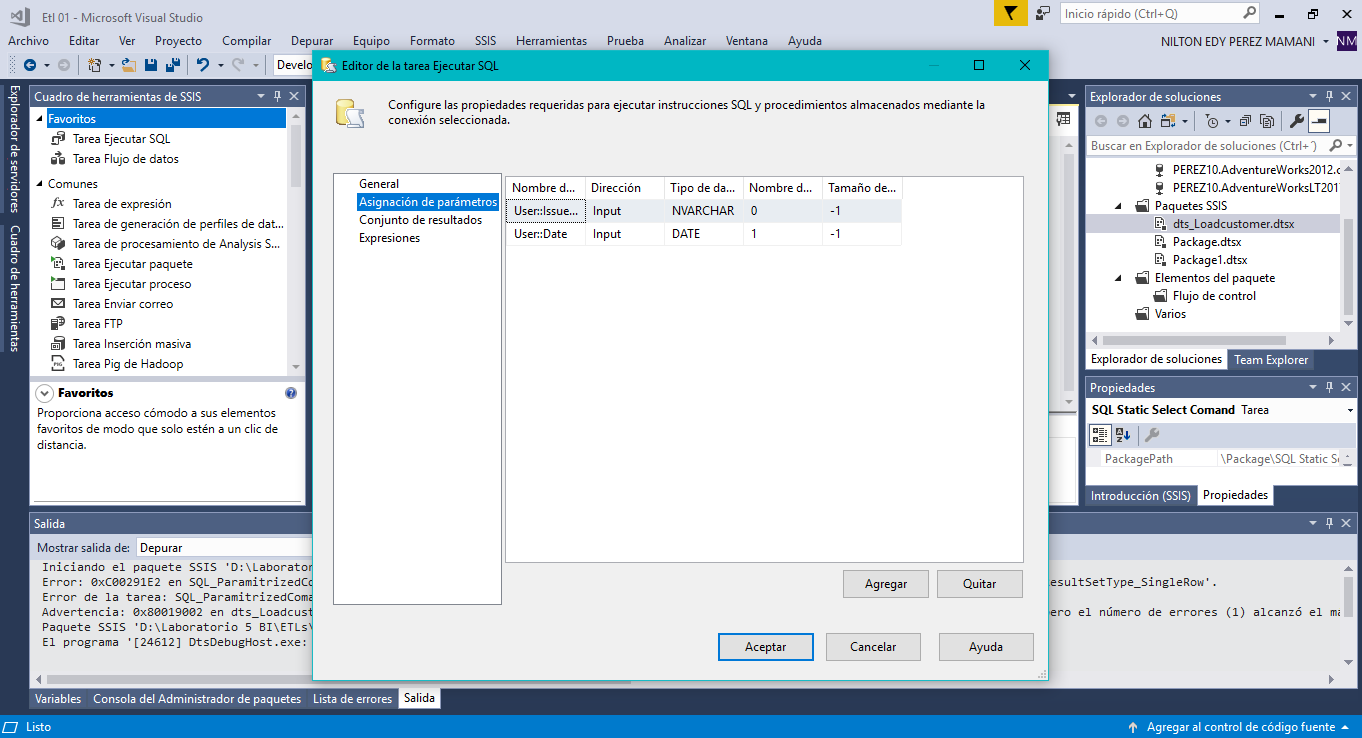 Etl 01 - Microsoft Visual Studio
Inicio rápido (Ctrl+Q)
Archivo Editar Ver Proyecto Compilar Depurar Equipo Formato SSIS Herramientas Prueba Analizar Ventana Ayuda
NILTON EDY PEREZ MAMANI NM
Develo
Explorador de servidores
Cuadro de herramientas
Cuadro de herramientas de SSIS
Favoritos
Tarea Ejecutar SQL
Tarea Flujo de datos
Comunes
Tarea de expresión
Tarea de generación de perfiles de dat...
Tarea de procesamiento de Analysis S...
Tarea Ejecutar paquete
Tarea Ejecutar proceso
Tarea Enviar correo
Tarea FTP
Tarea Inserción masiva
Tarea Pig de Hadoop
Favoritos
Proporciona acceso cómodo a sus elementos
favoritos de modo que solo estén a un clic de
distancia.
Editor de la tarea Ejecutar SQL
Configure las propiedades requeridas para ejecutar instrucciones SQL y procedimientos almacenados mediante la
conexión seleccionada.
General
Asignación de parámetros
Conjunto de resultados
Expresiones
Nombre d... Dirección Tipo de da... Nombre d... Tamaño de...
User::Issue... Input NVARCHAR 0 -1
User::Date Input DATE 1 -1
Agregar Quitar
Aceptar Cancelar Ayuda
Explorador de soluciones
Buscar en Explorador de soluciones (Ctrl+´)
PEREZ10.AdventureWorks2012.c
PEREZ10.AdventureWorksLT201
Paquetes SSIS
dts_Loadcustomer.dtsx
Package.dtsx
Package1.dtsx
Elementos del paquete
Flujo de control
Varios
Explorador de soluciones Team Explorer
Propiedades
SQL Static Select Comand Tarea
PackagePath \Package\SQL Static Se
Introducción (SSIS) Propiedades
Salida
Mostrar salida de: Depurar
Iniciando el paquete SSIS 'D:\Laborator
Error: 0xC00291E2 en SQL_ParamitrizedCo esultSetType_SingleRow'.
Error de la tarea: SQL_ParamitrizedComa
Advertencia: 0x80019002 en dts_Loadcust ero el número de errores (1) alcanzó el ma
Paquete SSIS 'D:\Laboratorio 5 BI\ETLs\
El programa '[24612] DtsDebugHost.exe:
Variables Consola del Administrador de paquetes Lista de errores Salida
Listo
Agregar al control de código fuente